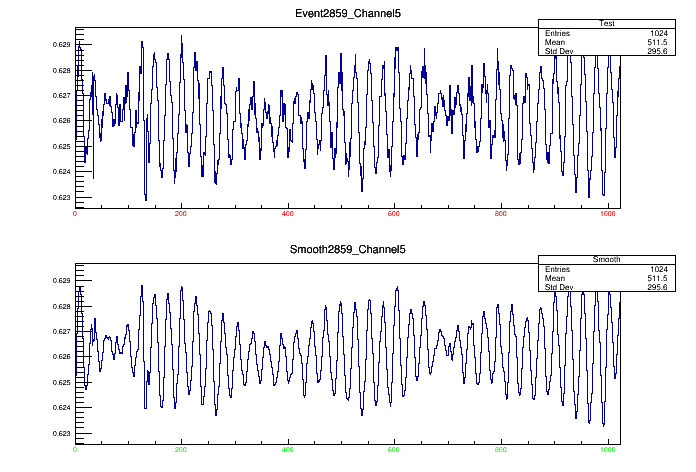 Event2859_Channel5
Test
Entries 1024
Mean 511.5
Std Dev 295.6
0.629
0.628
0.627
0.626
0.625
0.624
0.623
0 200 400 600 800 1000
Smooth2859_Channel5
Smooth
Entries 1024
Mean 511.5
Std Dev 295.6
0.629
0.628
0.627
0.626
0.625
0.624
0.623
0 200 400 600 800 1000